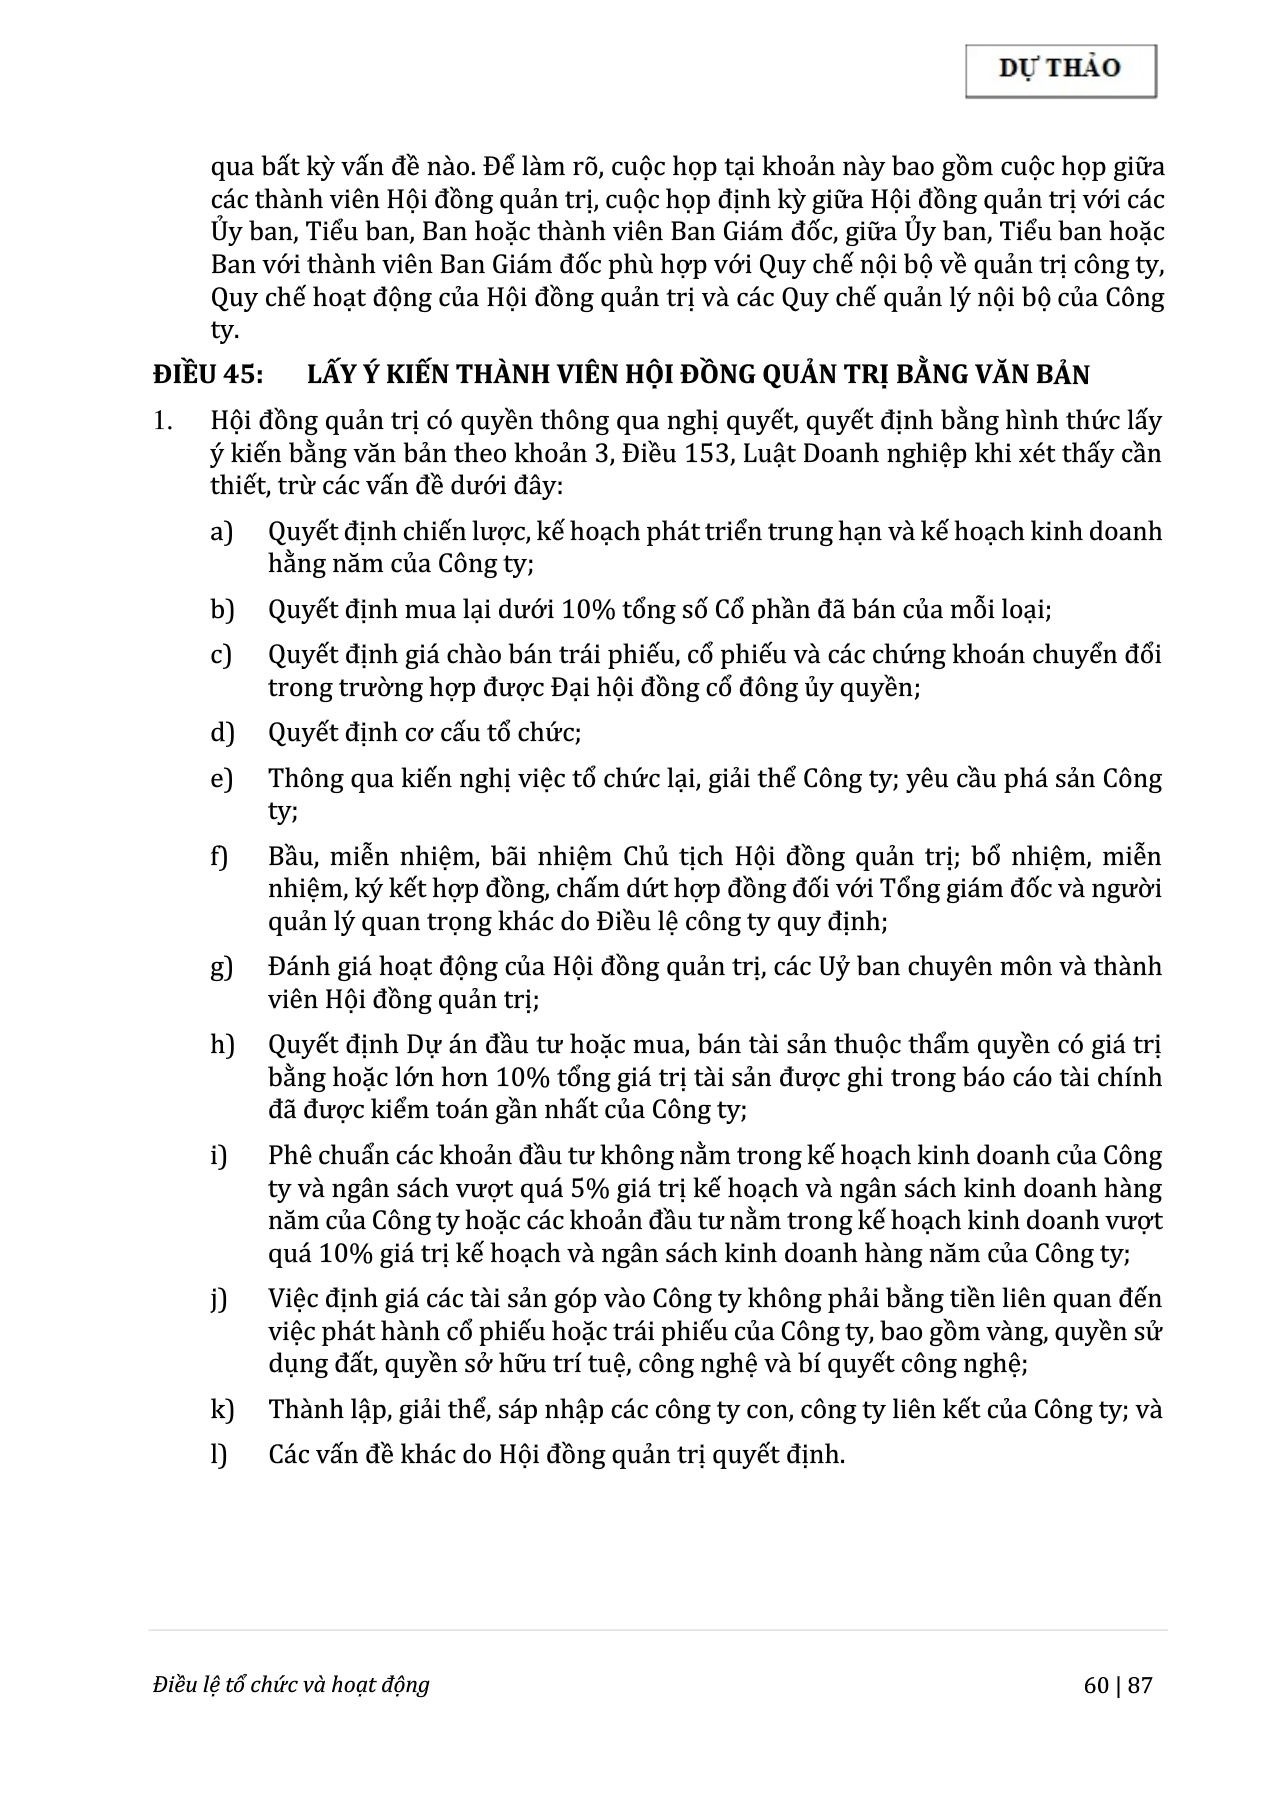 DỰ THẢO
qua bất kỳ vấn đề nào. Để làm rõ, cuộc họp tại khoản này bao gồm cuộc họp giữa
các thành viên Hội đồng quản trị, cuộc họp định kỳ giữa Hội đồng quản trị với các
Ủy ban, Tiểu ban, Ban hoặc thành viên Ban Giám đốc, giữa Ủy ban, Tiểu ban hoặc
Ban với thành viên Ban Giám đốc phù hợp với Quy chế nội bộ về quản trị công ty,
Quy chế hoạt động của Hội đồng quản trị và các Quy chế quản lý nội bộ của Công
ty.
ĐIỀU 45: LẤY Ý KIẾN THÀNH VIÊN HỘI ĐỒNG QUẢN TRỊ BẰNG VĂN BẢN
1. Hội đồng quản trị có quyền thông qua nghị quyết, quyết định bằng hình thức lấy
ý kiến bằng văn bản theo khoản 3, Điều 153, Luật Doanh nghiệp khi xét thấy cần
thiết, trừ các vấn đề dưới đây:
a) Quyết định chiến lược, kế hoạch phát triển trung hạn và kế hoạch kinh doanh
hằng năm của Công ty;
b) Quyết định mua lại dưới 10% tổng số Cổ phần đã bán của mỗi loại;
c) Quyết định giá chào bán trái phiếu, cổ phiếu và các chứng khoán chuyển đổi
trong trường hợp được Đại hội đồng cổ đông ủy quyền;
d) Quyết định cơ cấu tổ chức;
e) Thông qua kiến nghị việc tổ chức lại, giải thể Công ty; yêu cầu phá sản Công
ty;
f) Bầu, miễn nhiệm, bãi nhiệm Chủ tịch Hội đồng quản trị; bổ nhiệm, miễn
nhiệm, ký kết hợp đồng, chấm dứt hợp đồng đối với Tổng giám đốc và người
quản lý quan trọng khác do Điều lệ công ty quy định;
g) Đánh giá hoạt động của Hội đồng quản trị, các Uỷ ban chuyên môn và thành
viên Hội đồng quản trị;
h) Quyết định Dự án đầu tư hoặc mua, bán tài sản thuộc thẩm quyền có giá trị
bằng hoặc lớn hơn 10% tổng giá trị tài sản được ghi trong báo cáo tài chính
đã được kiểm toán gần nhất của Công ty;
i) Phê chuẩn các khoản đầu tư không nằm trong kế hoạch kinh doanh của Công
ty và ngân sách vượt quá 5% giá trị kế hoạch và ngân sách kinh doanh hàng
năm của Công ty hoặc các khoản đầu tư nằm trong kế hoạch kinh doanh vượt
quá 10% giá trị kế hoạch và ngân sách kinh doanh hàng năm của Công ty;
j) Việc định giá các tài sản góp vào Công ty không phải bằng tiền liên quan đến
việc phát hành cổ phiếu hoặc trái phiếu của Công ty, bao gồm vàng, quyền sử
dụng đất, quyền sở hữu trí tuệ, công nghệ và bí quyết công nghệ;
k) Thành lập, giải thể, sáp nhập các công ty con, công ty liên kết của Công ty; và
l) Các vấn đề khác do Hội đồng quản trị quyết định.
Điều lệ tổ chức và hoạt động 60 | 87